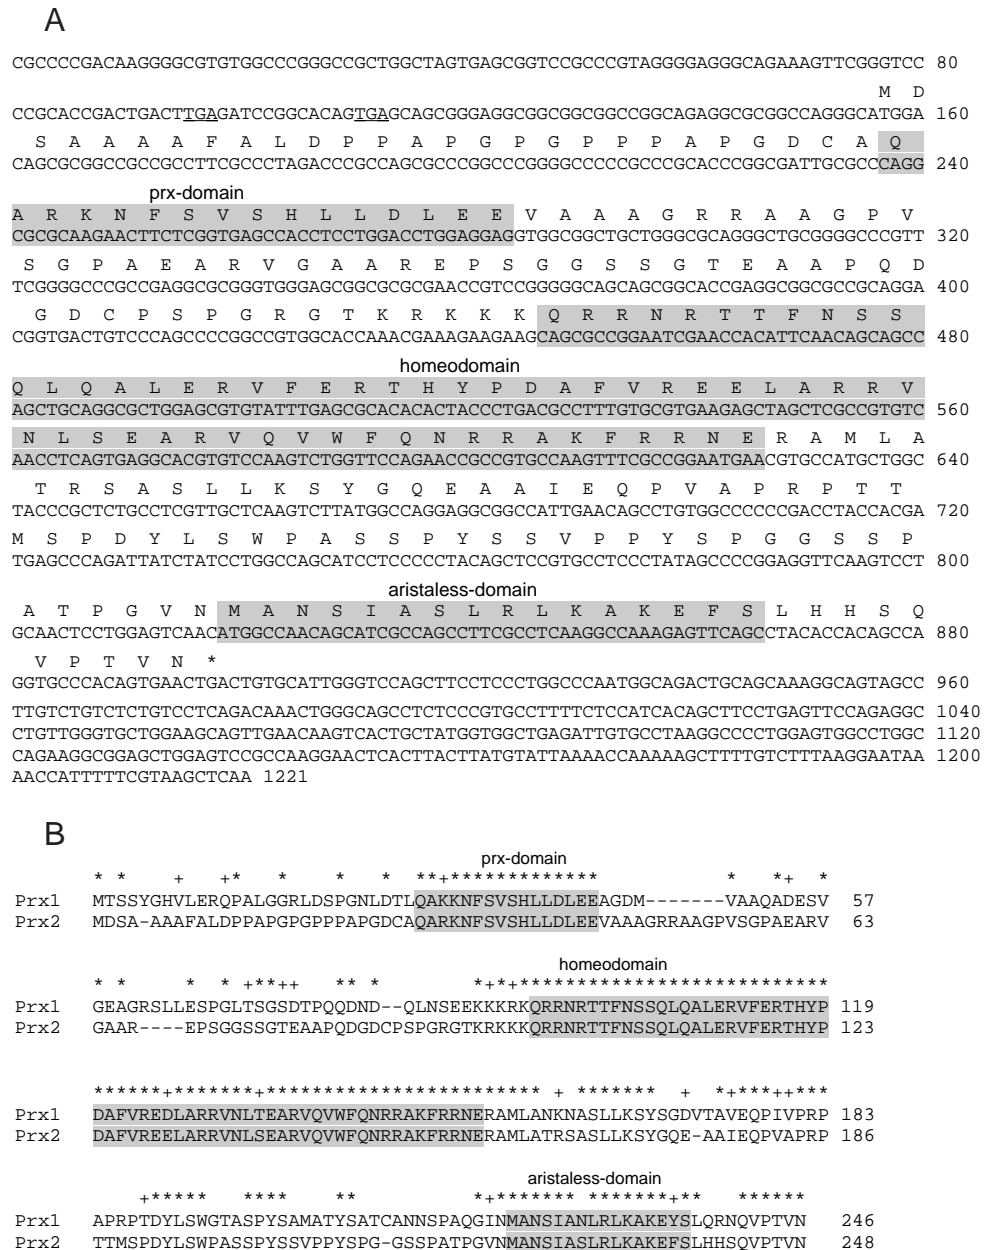 A
CGCCCCGACAAGGGGCGTGTGGCCCGGGCCGCTGGCTAGTGAGCGGTCCGCCCGTAGGGGAGGGCAGAAAGTTCGGGTCC 80
M D
CCGCACCGACTGACTTGAGATCCGGCACAGTGAGCAGCGGGAGGCGGCGGCGGCCGGCAGAGGCGCGGCCAGGGCATGGA 160
S A A A A F A L D P P A P G P G P P P A P G D C A Q
CAGCGCGGCCGCCGCCTTCGCCCTAGACCCGCCAGCGCCCGGCCCGGGGCCCCCGCCCGCACCCGGCGATTGCGCCCAGG 240
prx-domain
A R K N F S V S H L L D L E E V A A A G R R A A G P V
CGCGCAAGAACTTCTCGGTGAGCCACCTCCTGGACCTGGAGGAGGTGGCGGCTGCTGGGCGCAGGGCTGCGGGGCCCGTT 320
S G P A E A R V G A A R E P S G G S S G T E A A P Q D
TCGGGGCCCGCCGAGGCGCGGGTGGGAGCGGCGCGCGAACCGTCCGGGGGCAGCAGCGGCACCGAGGCGGCGCCGCAGGA 400
G D C P S P G R G T K R K K K Q R R N R T T F N S S
CGGTGACTGTCCCAGCCCCGGCCGTGGCACCAAACGAAAGAAGAAGCAGCGCCGGAATCGAACCACATTCAACAGCAGCC 480
homeodomain
Q L Q A L E R V F E R T H Y P D A F V R E E L A R R V
AGCTGCAGGCGCTGGAGCGTGTATTTGAGCGCACACACTACCCTGACGCCTTTGTGCGTGAAGAGCTAGCTCGCCGTGTC 560
N L S E A R V Q V W F Q N R R A K F R R N E R A M L A
AACCTCAGTGAGGCACGTGTCCAAGTCTGGTTCCAGAACCGCCGTGCCAAGTTTCGCCGGAATGAACGTGCCATGCTGGC 640
T R S A S L L K S Y G Q E A A I E Q P V A P R P T T
TACCCGCTCTGCCTCGTTGCTCAAGTCTTATGGCCAGGAGGCGGCCATTGAACAGCCTGTGGCCCCCCGACCTACCACGA 720
M S P D Y L S W P A S S P Y S S V P P Y S P G G S S P
TGAGCCCAGATTATCTATCCTGGCCAGCATCCTCCCCCTACAGCTCCGTGCCTCCCTATAGCCCCGGAGGTTCAAGTCCT 800
aristaless-domain
A T P G V N M A N S I A S L R L K A K E F S L H H S Q
GCAACTCCTGGAGTCAACATGGCCAACAGCATCGCCAGCCTTCGCCTCAAGGCCAAAGAGTTCAGCCTACACCACAGCCA 880
V P T V N *
GGTGCCCACAGTGAACTGACTGTGCATTGGGTCCAGCTTCCTCCCTGGCCCAATGGCAGACTGCAGCAAAGGCAGTAGCC 960
TTGTCTGTCTCTGTCCTCAGACAAACTGGGCAGCCTCTCCCGTGCCTTTTCTCCATCACAGCTTCCTGAGTTCCAGAGGC 1040
CTGTTGGGTGCTGGAAGCAGTTGAACAAGTCACTGCTATGGTGGCTGAGATTGTGCCTAAGGCCCCTGGAGTGGCCTGGC 1120
CAGAAGGCGGAGCTGGAGTCCGCCAAGGAACTCACTTACTTATGTATTAAAACCAAAAAGCTTTTGTCTTTAAGGAATAA 1200
AACCATTTTTCGTAAGCTCAA 1221
B
prx-domain
* * + +* * * * **+************* * *+ *
Prx1 MTSSYGHVLERQPALGGRLDSPGNLDTLQAKKNFSVSHLLDLEEAGDM-------VAAQADESV 57
Prx2 MDSA-AAAFALDPPAPGPGPPPAPGDCAQARKNFSVSHLLDLEEVAAAGRRAAGPVSGPAEARV 63
homeodomain
* * * * +**++ ** * *+*+***************************
Prx1 GEAGRSLLESPGLTSGSDTPQQDND--QLNSEEKKKRKQRRNRTTFNSSQLQALERVFERTHYP 119
Prx2 GAAR----EPSGGSSGTEAAPQDGDCPSPGRGTKRKKKQRRNRTTFNSSQLQALERVFERTHYP 123
******+*******+************************ + ******* + *+***++***
Prx1 DAFVREDLARRVNLTEARVQVWFQNRRAKFRRNERAMLANKNASLLKSYSGDVTAVEQPIVPRP 183
Prx2 DAFVREELARRVNLSEARVQVWFQNRRAKFRRNERAMLATRSASLLKSYGQE-AAIEQPVAPRP 186
aristaless-domain
+***** **** ** *+******* *******+** ******
Prx1 APRPTDYLSWGTASPYSAMATYSATCANNSPAQGINMANSIANLRLKAKEYSLQRNQVPTVN 246
Prx2 TTMSPDYLSWPASSPYSSVPPYSPG-GSSPATPGVNMANSIASLRLKAKEFSLHHSQVPTVN 248